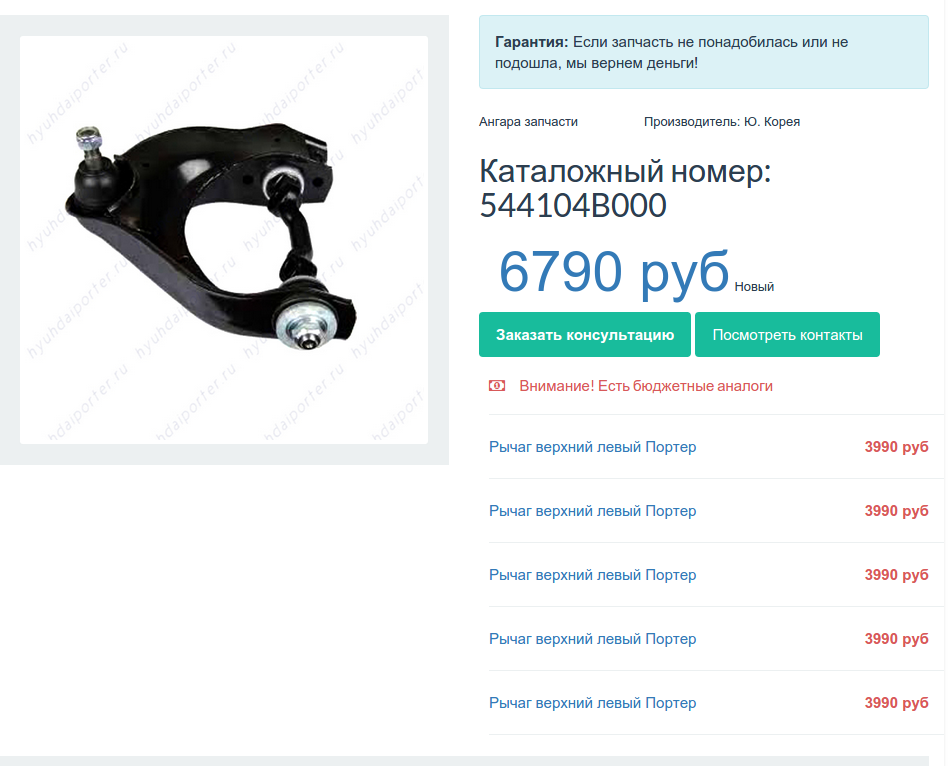 hyuhdaiporter.ru
Гарантия: Если запчасть не понадобилась или не
подошла, мы вернем деньги!
Ангара запчасти
Производитель: Ю. Корея
Каталожный номер:
544104B000
6790 руб Новый
Заказать консультацию
Посмотреть контакты
Внимание! Есть бюджетные аналоги
Рычаг верхний левый Портер 3990 руб
Рычаг верхний левый Портер 3990 руб
Рычаг верхний левый Портер 3990 руб
Рычаг верхний левый Портер 3990 руб
Рычаг верхний левый Портер 3990 руб